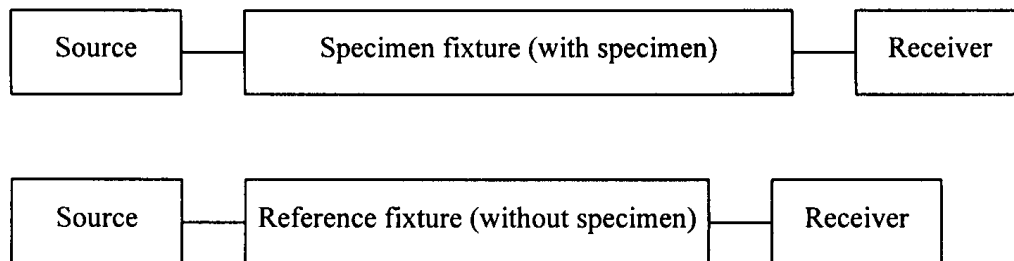 Source
Specimen fixture (with specimen)
Receiver
Source
Reference fixture (without specimen)
Receiver